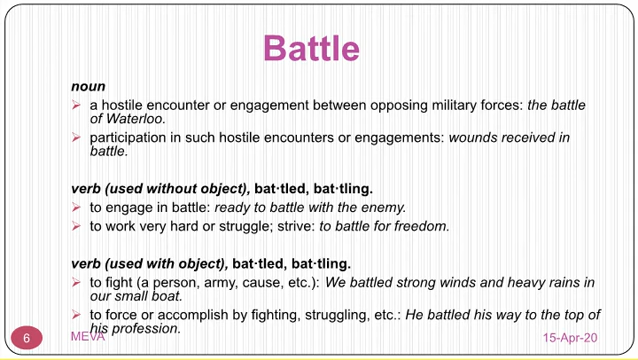 Battle
noun
➢ a hostile encounter or engagement between opposing military forces: the battle
of Waterloo.
➢ participation in such hostile encounters or engagements: wounds received in
battle.
verb (used without object), bat·tled, bat·tling.
➢ to engage in battle: ready to battle with the enemy.
➢ to work very hard or struggle; strive: to battle for freedom.
verb (used with object), bat·tled, bat·tling.
➢ to fight (a person, army, cause, etc.): We battled strong winds and heavy rains in
our small boat.
➢ to force or accomplish by fighting, struggling, etc.: He battled his way to the top of
his profession.
6
MEVA
15-Apr-20